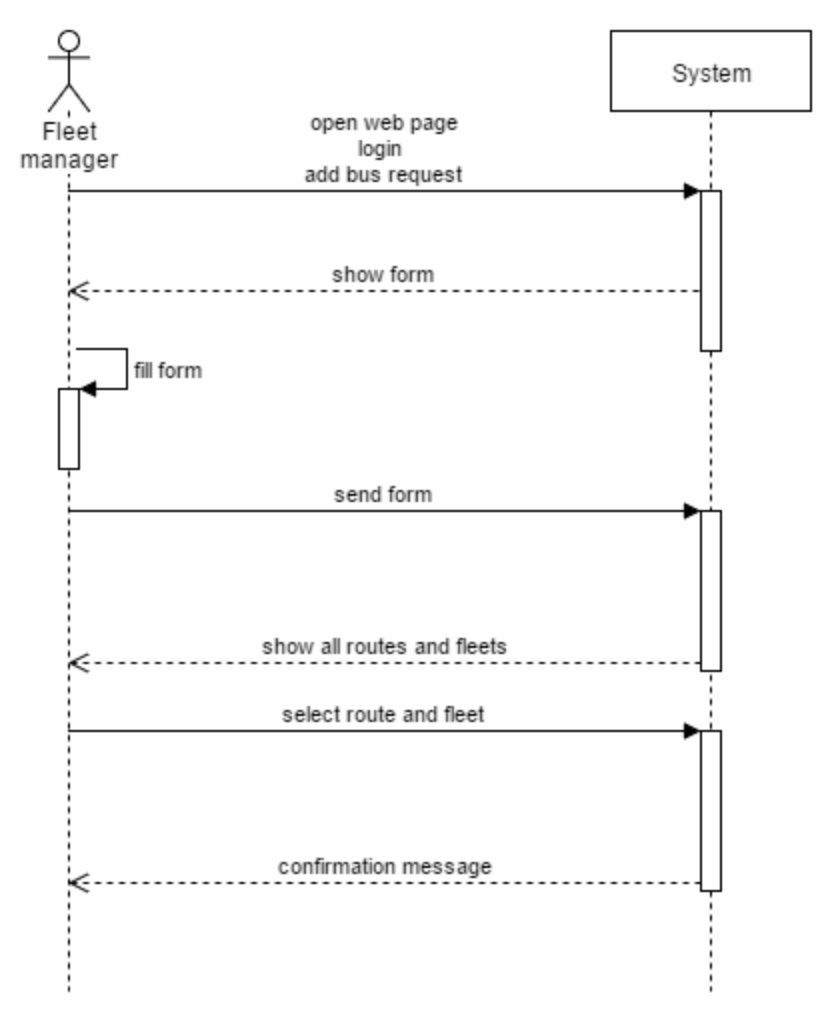 System
Fleet
manager
open web page
login
add bus request
show form
fill form
send form
show all routes and fleets
select route and fleet
confirmation message